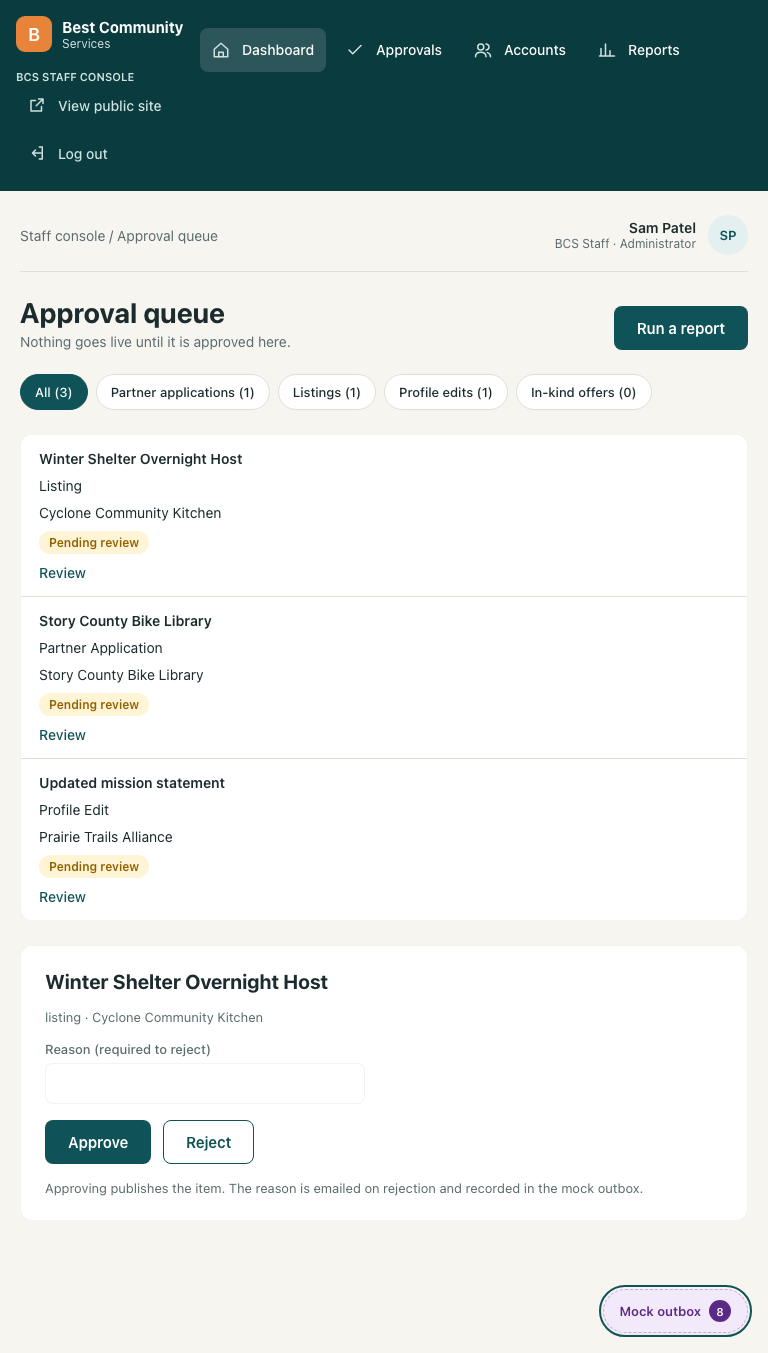 B
Best Community
Services
Dashboard
Approvals
Accounts
Reports
BCS STAFF CONSOLE
View public site
Log out
Staff console / Approval queue
Sam Patel
BCS Staff · Administrator
SP
Approval queue
Nothing goes live until it is approved here.
Run a report
All (3)
Partner applications (1)
Listings (1)
Profile edits (1)
In-kind offers (0)
Winter Shelter Overnight Host
Listing
Cyclone Community Kitchen
Pending review
Review
Story County Bike Library
Partner Application
Story County Bike Library
Pending review
Review
Updated mission statement
Profile Edit
Prairie Trails Alliance
Pending review
Review
Winter Shelter Overnight Host
listing · Cyclone Community Kitchen
Reason (required to reject)
Approve
Reject
Approving publishes the item. The reason is emailed on rejection and recorded in the mock outbox.
Mock outbox 8